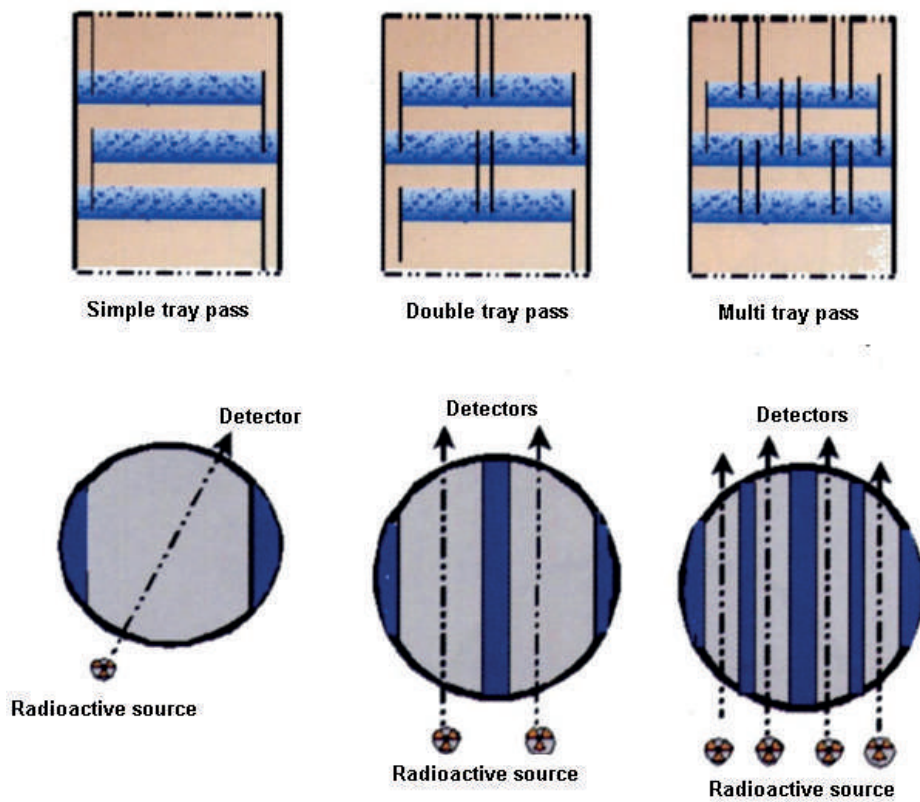 Simple tray pass
Double tray pass
Multi tray pass
Detector
Detectors
Detectors
Radioactive source
Radioactive source
Radioactive source